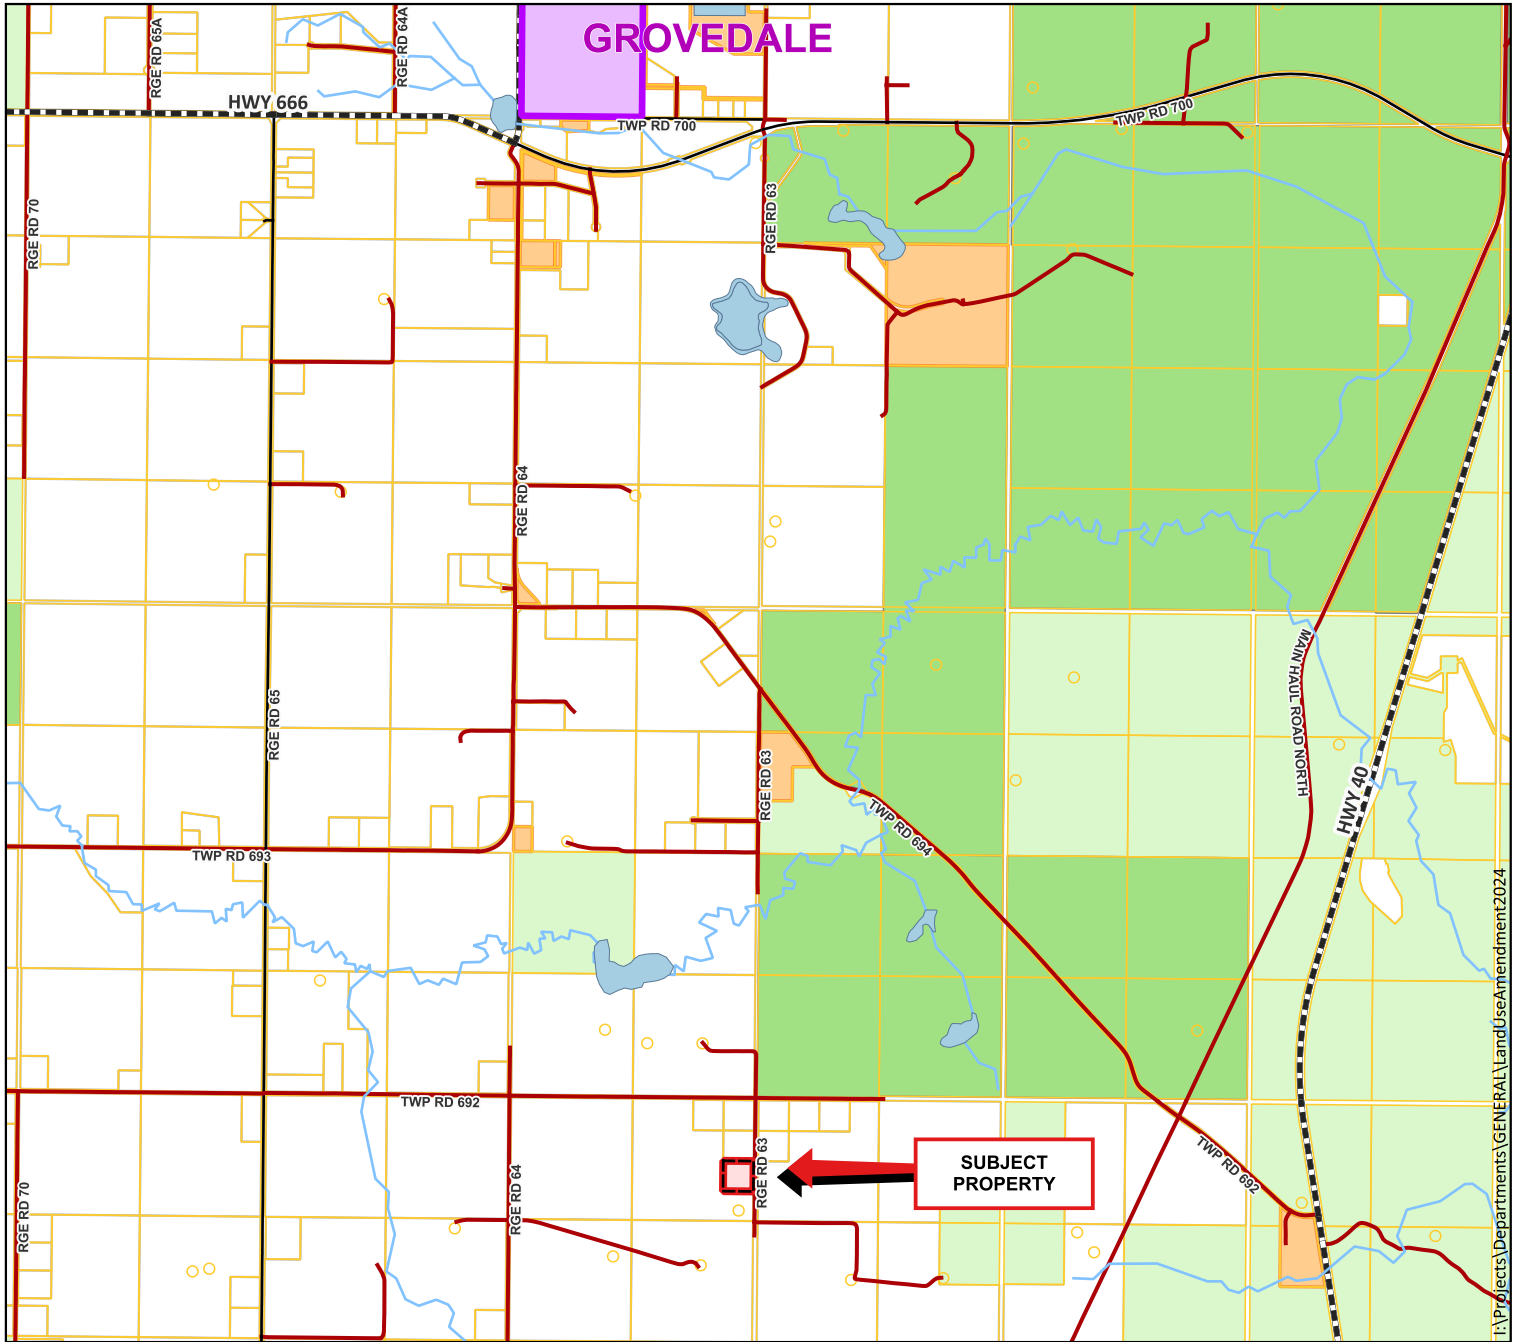 RGE RD 65A
RGE RD 64A
GROVEDALE
HWY 666
TWP RD 700
TWP RD 700
RGE RD 70
RGE RD 63
RGE RD 64
MAIN HAUL ROAD NORTH
RGE RD 65
RGE RD 63
HWY 40
TWP RD 694
TWP RD 693
TWP RD 692
RGE RD 63
SUBJECT
PROPERTY
TWP RD 692
RGE RD 70
RGE RD 64
I:\Projects\Departments\GENERAL\LandUseAmendment2024